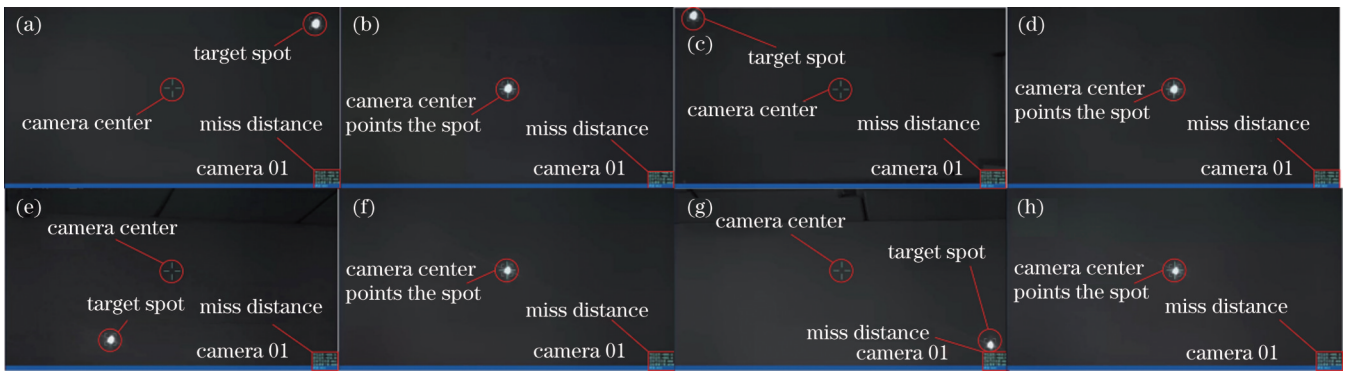 (a)
target spot
camera center
miss distance
camera 01
(b)
camera center
points the spot
miss distance
camera 01
(c)
target spot
camera center
miss distance
camera 01
(d)
camera center
points the spot
miss distance
camera 01
(e)
camera center
target spot
miss distance
camera 01
(f)
camera center
points the spot
miss distance
camera 01
(g)
camera center
target spot
miss distance
camera 01
(h)
camera center
points the spot
miss distance
camera 01